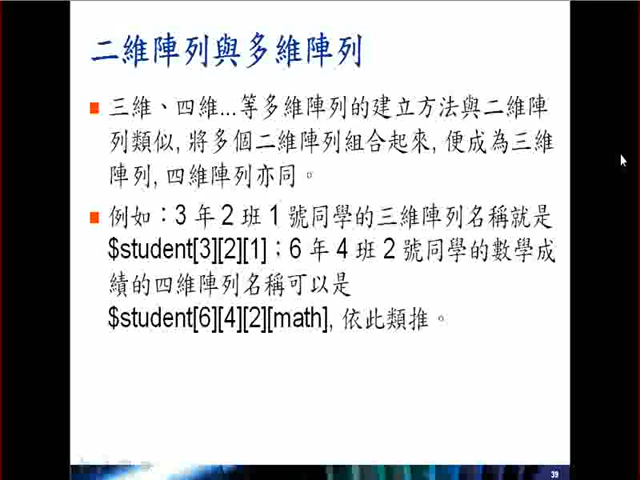 二維陣列與多維陣列
三維、四維...等多維陣列的建立方法與二維陣
列類似, 將多個二維陣列組合起來, 便成為三維
陣列, 四維陣列亦同。
例如：3 年 2 班 1 號同學的三維陣列名稱就是
$student[3][2][1]；6 年 4 班 2 號同學的數學成
績的四維陣列名稱可以是
$student[6][4][2][math], 依此類推。
39